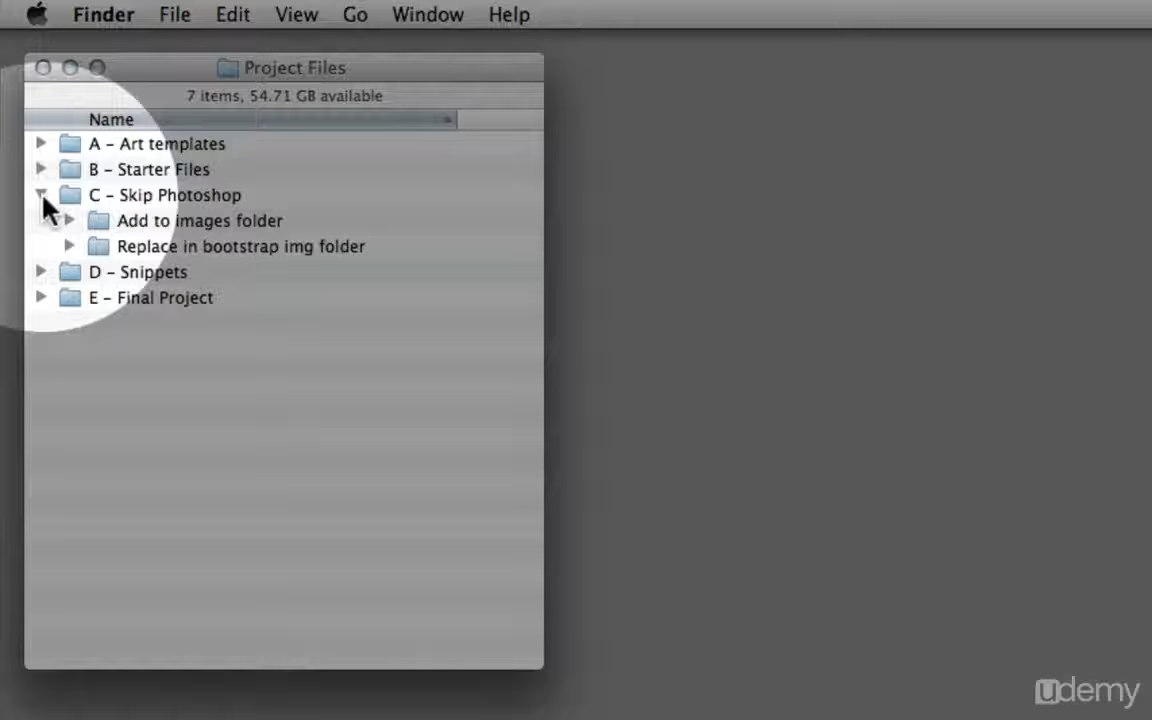 Finder File Edit View Go Window Help
Project Files
7 items, 54.71 GB available
Name
A - Art templates
B - Starter Files
C - Skip Photoshop
Add to images folder
Replace in bootstrap img folder
D - Snippets
E - Final Project
udemy